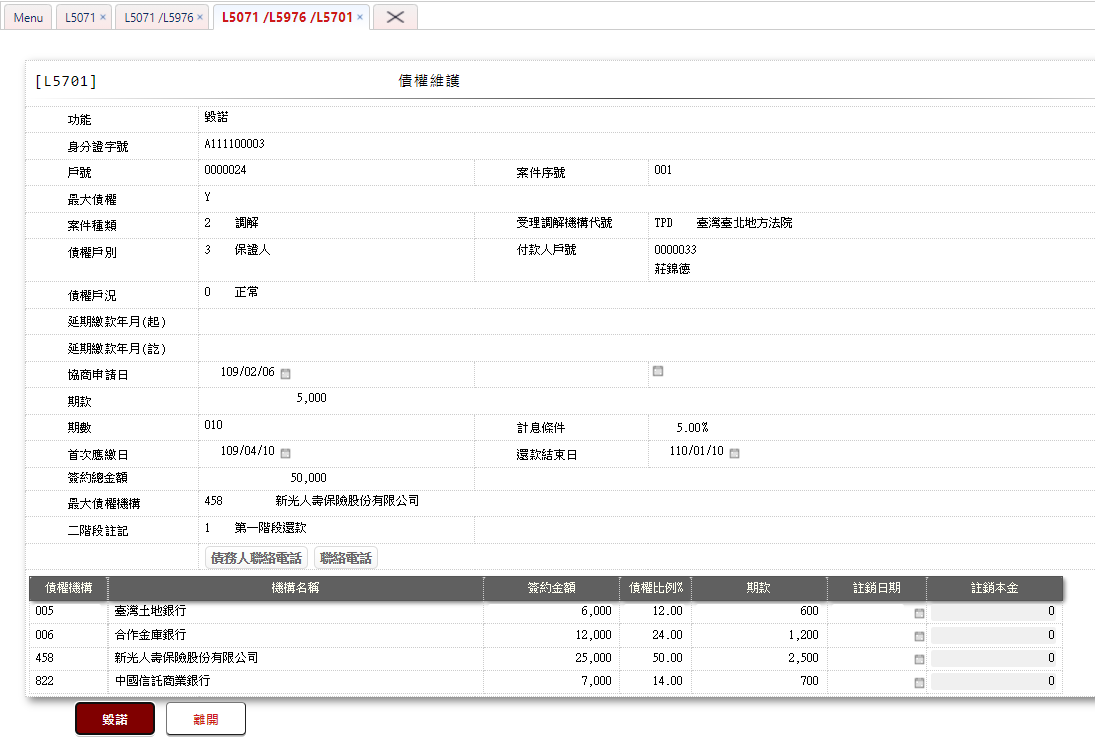 Menu L5071 × L5071 /L5976 × L5071 /L5976 /L5701 ×
[L5701] 債權維護
功能 毀諾
身分證字號 A111100003
戶號 0000024 案件序號 001
最大債權 Y
案件種類 2 調解 受理調解機構代號 TPD 臺灣臺北地方法院
債權戶別 3 保證人 付款人戶號 0000033
莊錦德
債權戶況 0 正常
延期繳款年月(起)
延期繳款年月(訖)
協商申請日 109/02/06
期款 5,000
期數 010 計息條件 5.00%
首次應繳日 109/04/10 還款結束日 110/01/10
簽約總金額 50,000
最大債權機構 458 新光人壽保險股份有限公司
二階段註記 1 第一階段還款
債務人聯絡電話 聯絡電話
債權機構 機構名稱 簽約金額 債權比例% 期款 註銷日期 註銷本金
005 臺灣土地銀行 6,000 12.00 600 0
006 合作金庫銀行 12,000 24.00 1,200 0
458 新光人壽保險股份有限公司 25,000 50.00 2,500 0
822 中國信託商業銀行 7,000 14.00 700 0
毀諾 離開